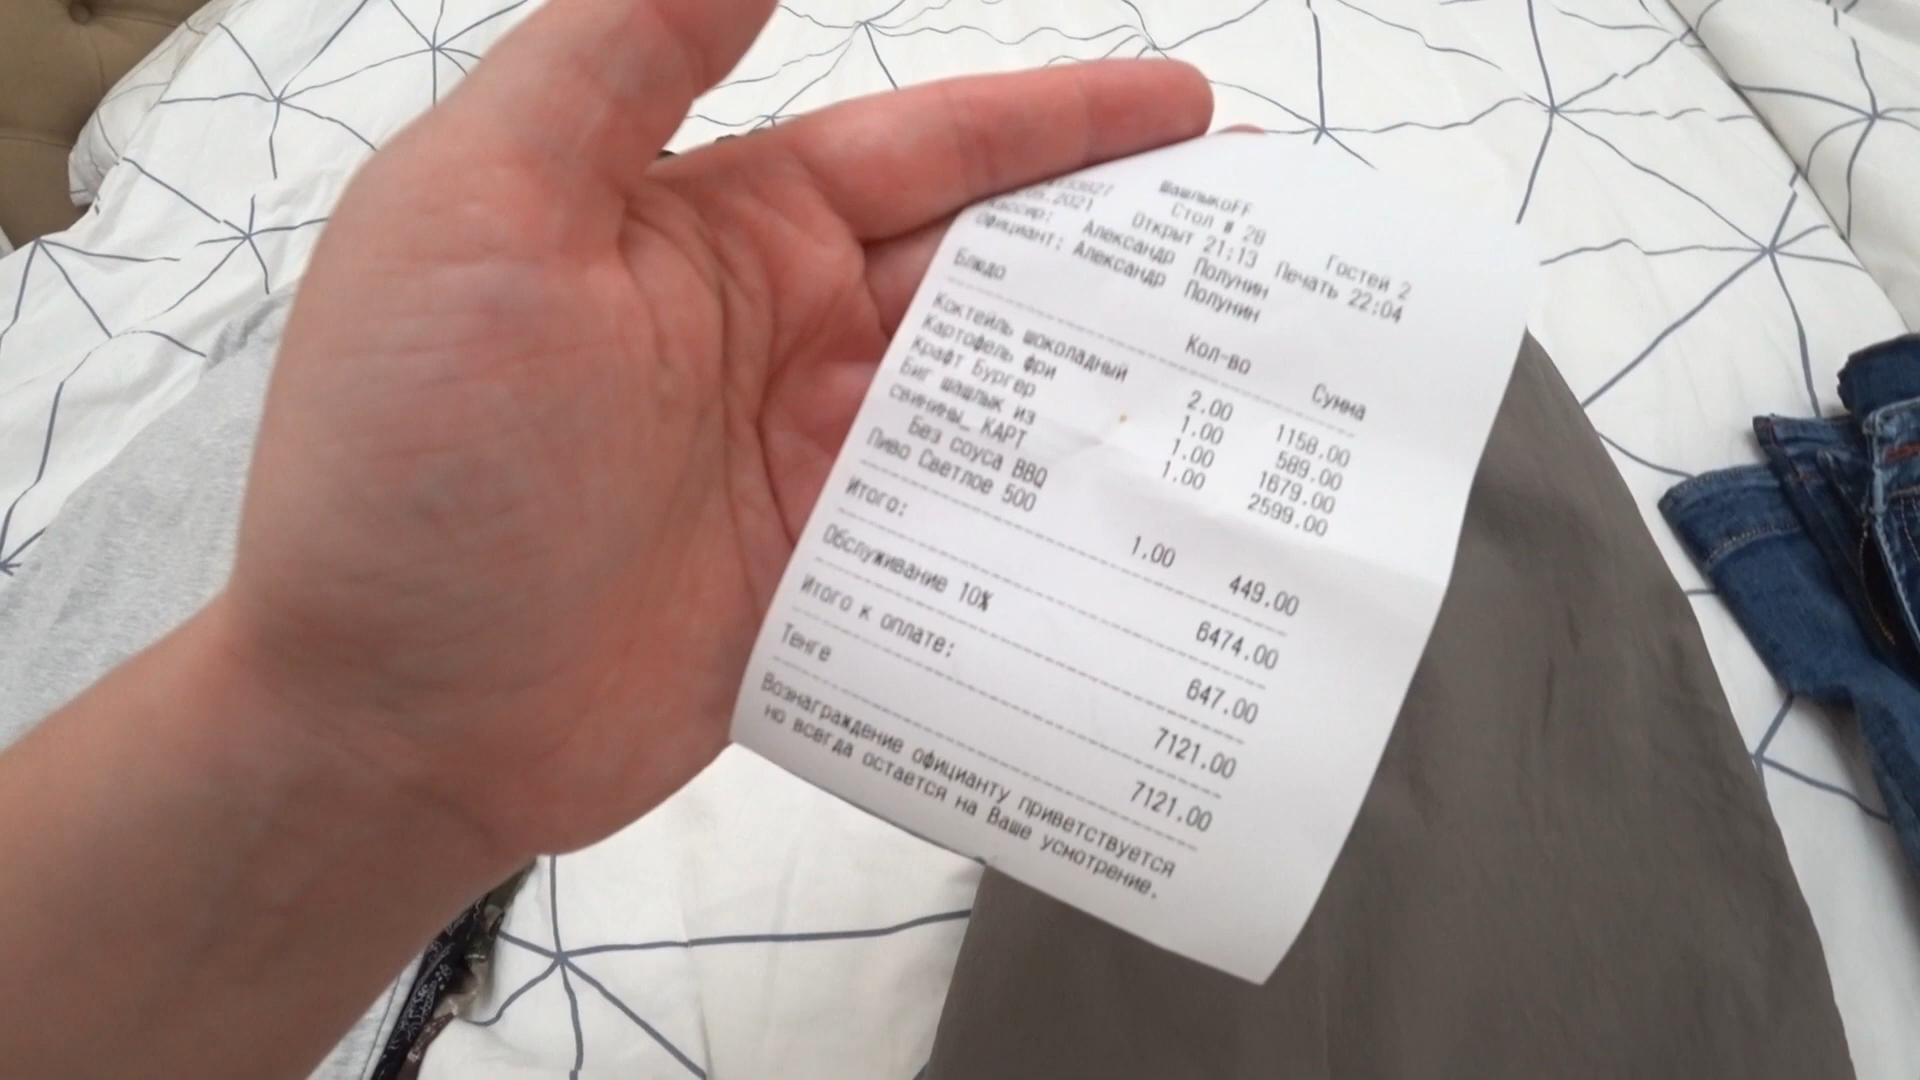 ШашлыкоFF
Стол # 28 Гостей 2
.2021 Открыт 21:13 Печать 22:04
Кассир: Александр Полунин
Официант: Александр Полунин
Блюдо Кол-во Сумма
Коктейль шоколадный 2.00 1158.00
Картофель фри 1.00 589.00
Крафт Бургер 1.00 1679.00
Биг шашлык из 1.00 2599.00
свинины_ КАРТ
Без соуса BBQ
Пиво Светлое 500 1.00 449.00
Итого: 6474.00
Обслуживание 10% 647.00
Итого к оплате: 7121.00
Тенге 7121.00
Вознаграждение официанту приветствуется
но всегда остается на Ваше усмотрение.